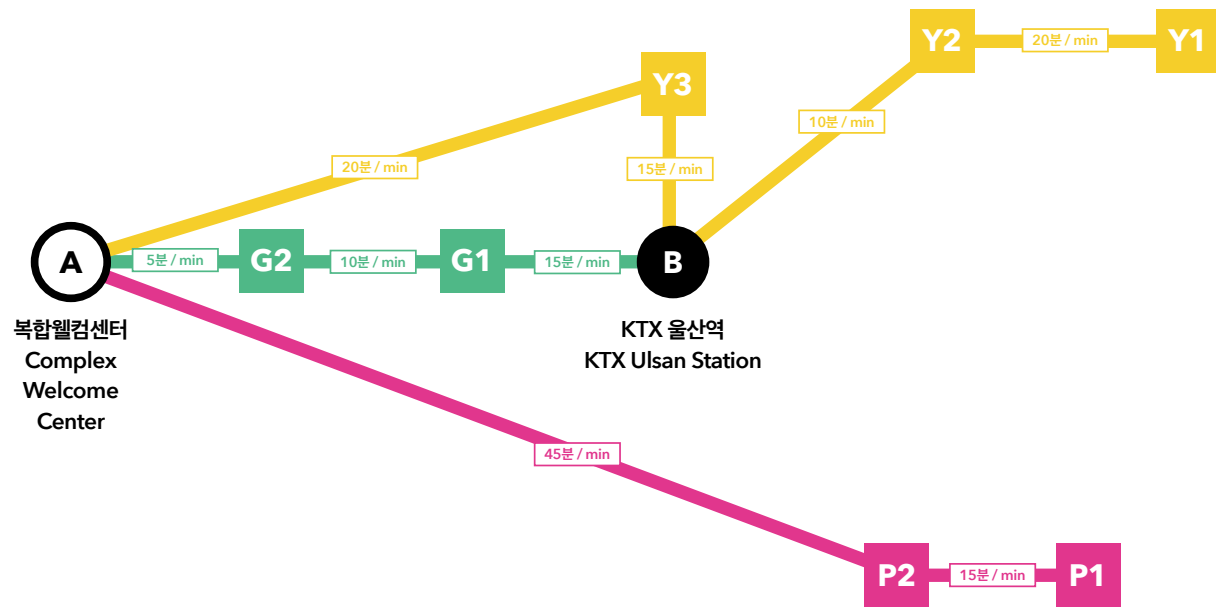 Y2
20분 / min
Y1
Y3
10분 / min
20분 / min
15분 / min
A
5분 / min
G2
10분 / min
G1
15분 / min
B
복합웰컴센터
Complex
Welcome
Center
KTX 울산역
KTX Ulsan Station
45분 / min
P2
15분 / min
P1